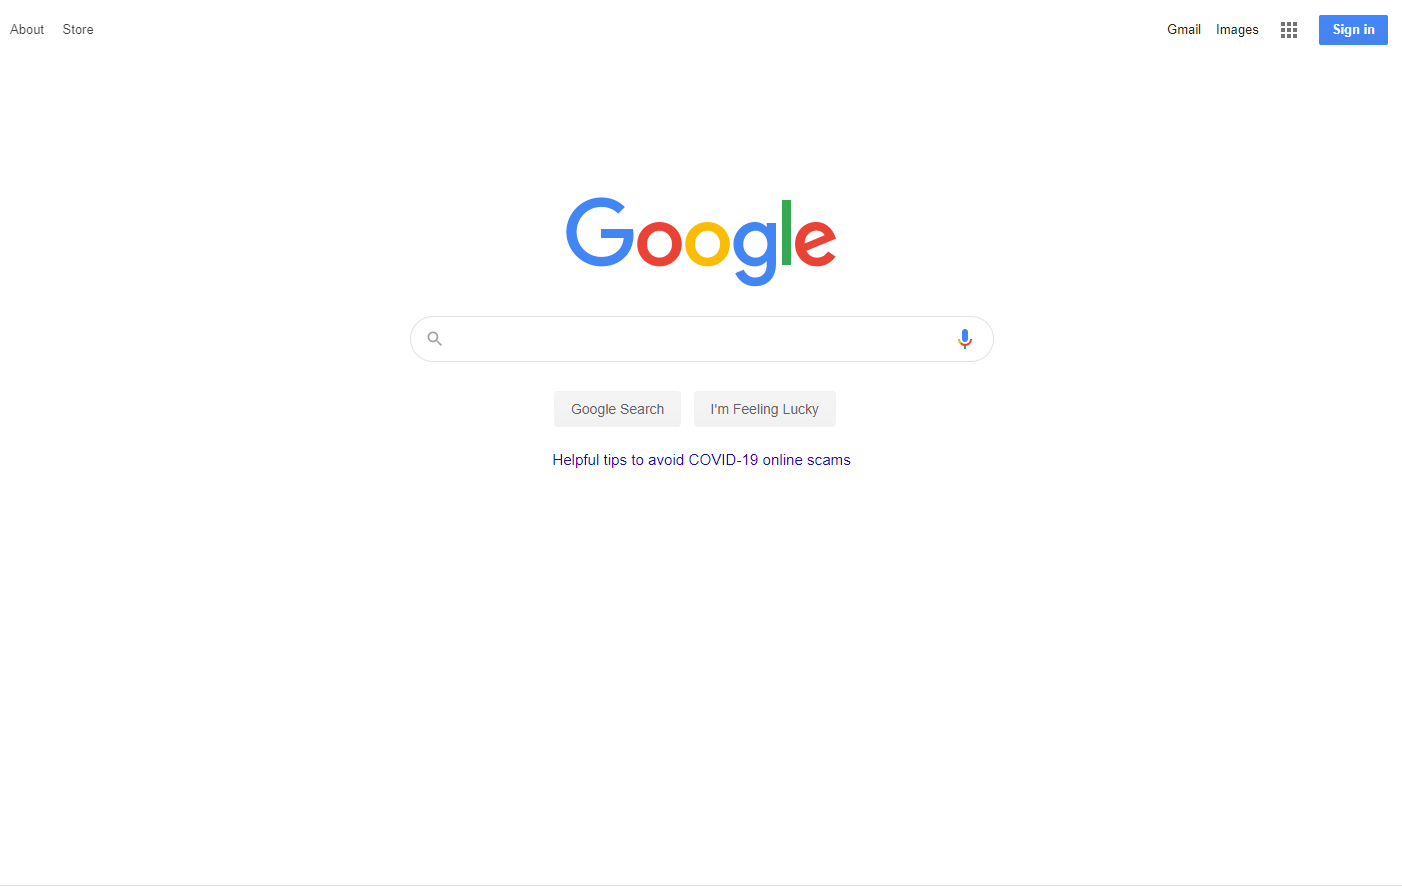 About Store Gmail Images Sign in
Google
Google Search I'm Feeling Lucky
Helpful tips to avoid COVID-19 online scams